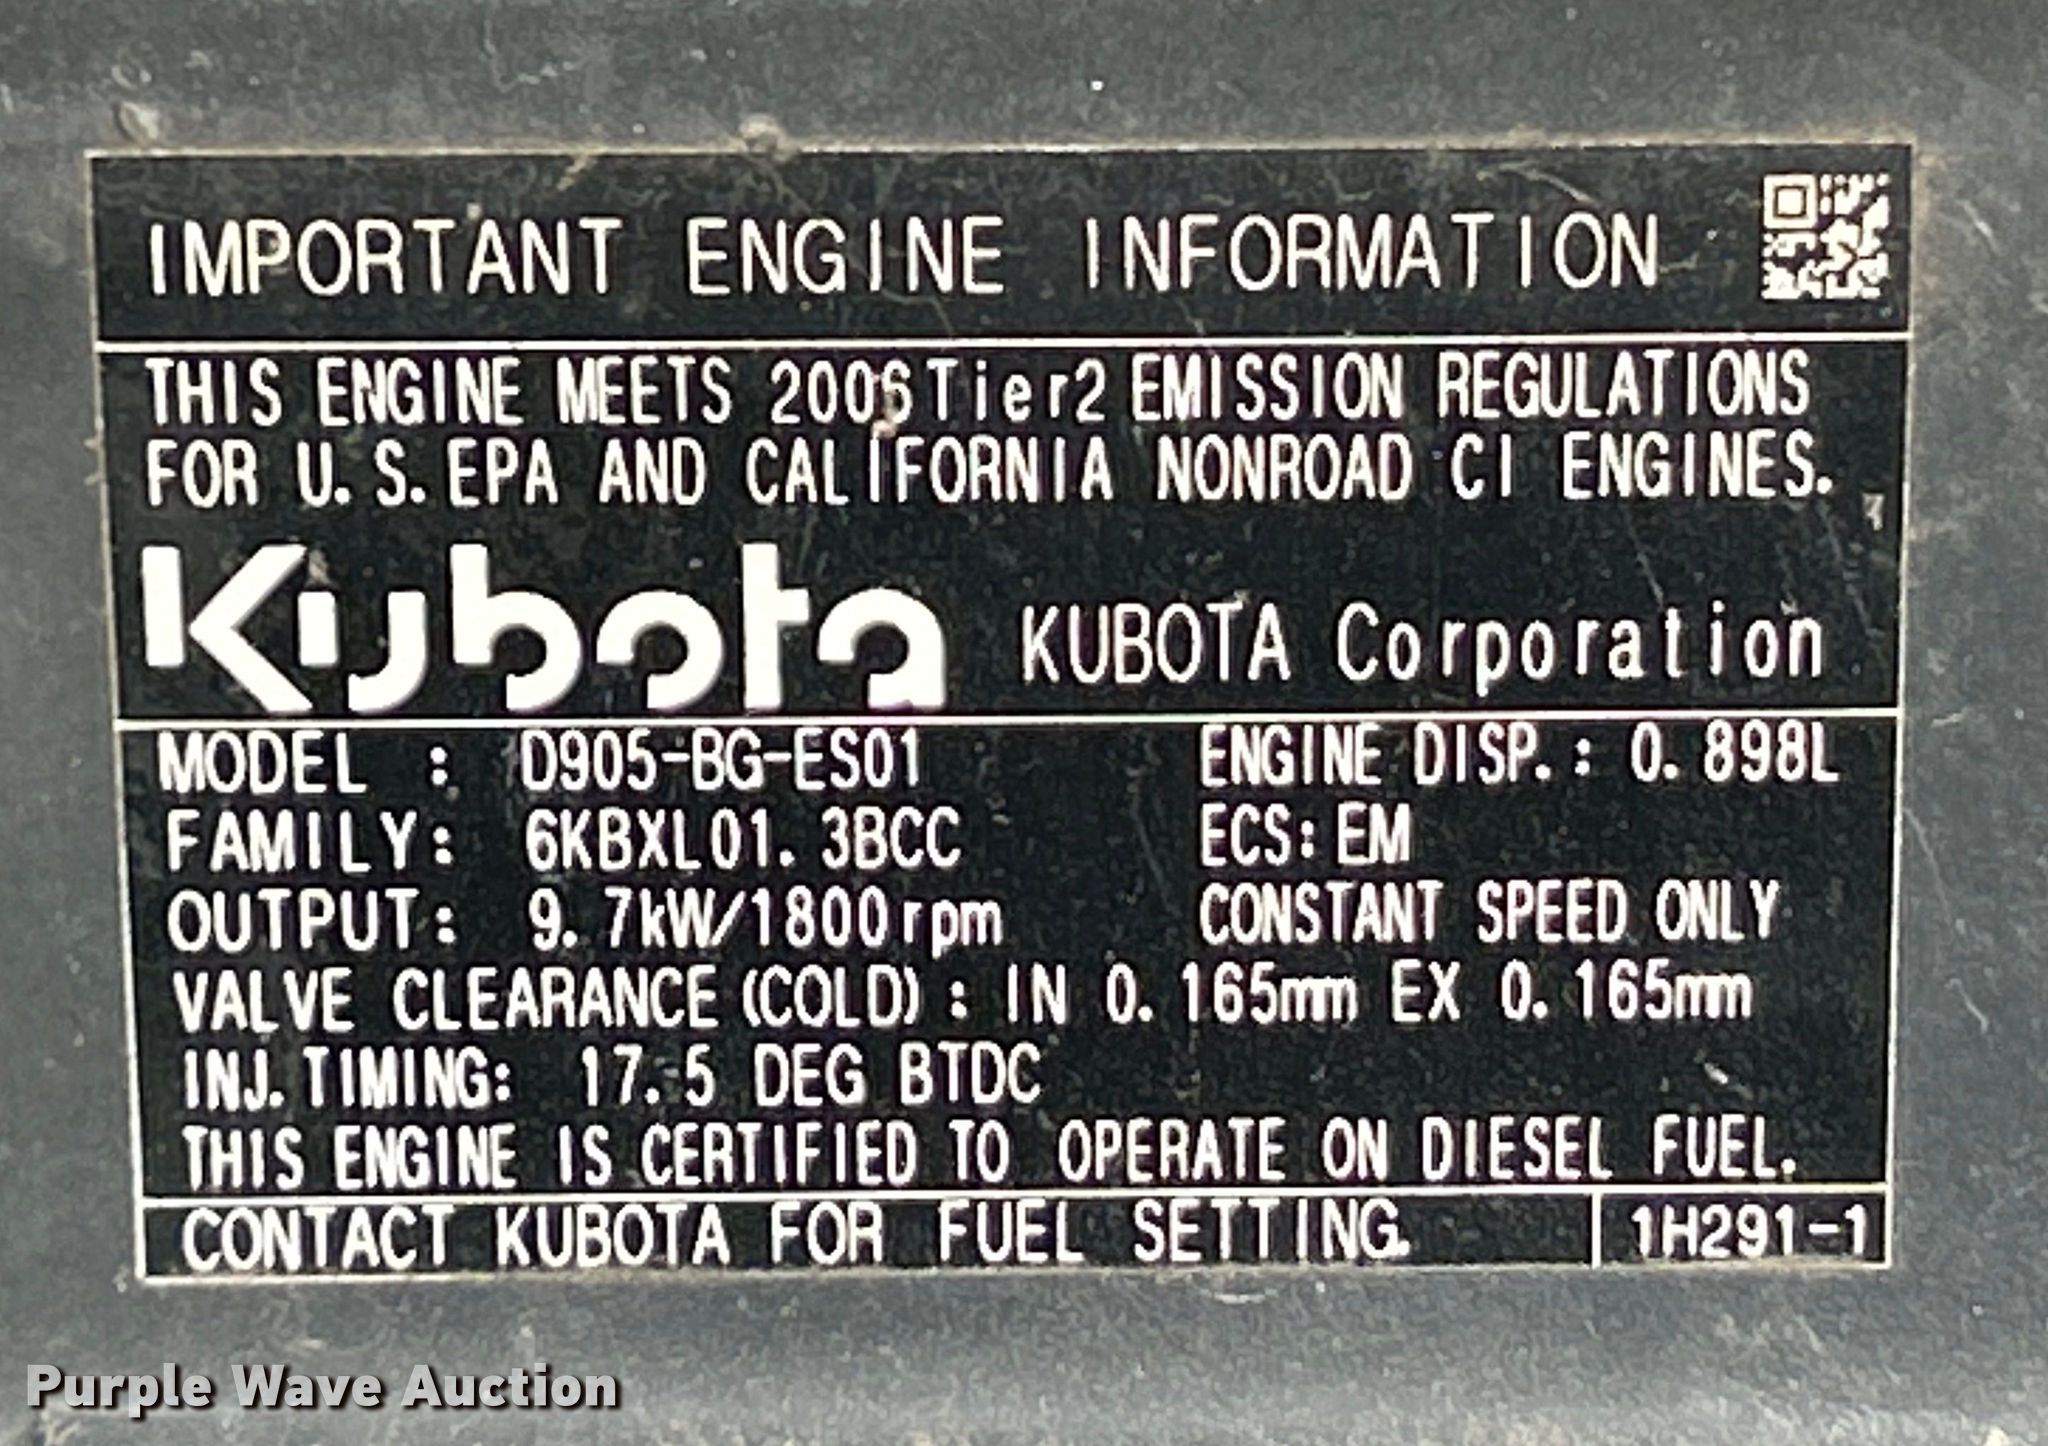 IMPORTANT ENGINE INFORMATION
THIS ENGINE MEETS 2006Tier2 EMISSION REGULATIONS
FOR U.S.EPA AND CALIFORNIA NONROAD CI ENGINES.
Kubota KUBOTA Corporation
MODEL : D905-BG-ES01 ENGINE DISP.: 0.898L
FAMILY: 6KBXL01.3BCC ECS: EM
OUTPUT: 9.7kW/1800rpm CONSTANT SPEED ONLY
VALVE CLEARANCE(COLD): IN 0.165mm EX 0.165mm
INJ.TIMING: 17.5 DEG BTDC
THIS ENGINE IS CERTIFIED TO OPERATE ON DIESEL FUEL.
CONTACT KUBOTA FOR FUEL SETTING. 1H291-1
Purple Wave Auction